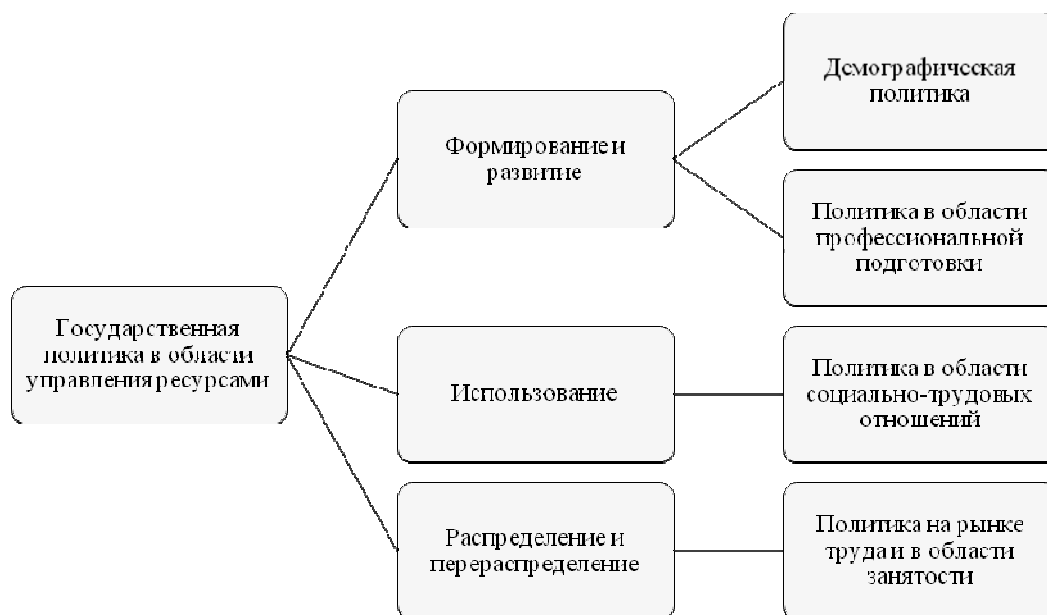 Демографическая
политика
Формирование и
развитие
Политика в области
профессиональной
подготовки
Государственная
политика в области
управления ресурсами
Использование
Политика в области
социально-трудовых
отношений
Распределение и
перераспределение
Политика на рынке
труда и в области
занятости